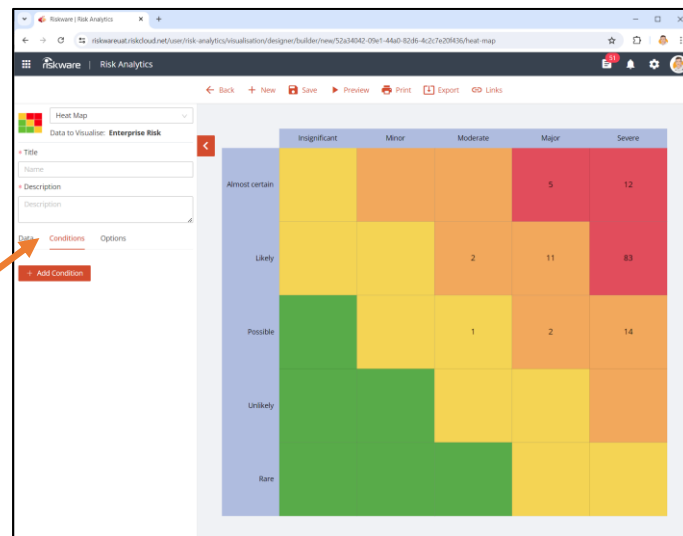 Riskware | Risk Analytics
riskwareuat.riskcloud.net/user/risk-analytics/visualisation/designer/builder/new/52a34042-09e1-44a0-82d6-4c2c7e20f436/heat-map
riskware | Risk Analytics
51
Back New Save Preview Print Export Links
Heat Map
Data to Visualise: Enterprise Risk
* Title
Name
* Description
Description
Data Conditions Options
+ Add Condition
Insignificant Minor Moderate Major Severe
Almost certain 5 12
Likely 2 11 83
Possible 1 2 14
Unlikely
Rare